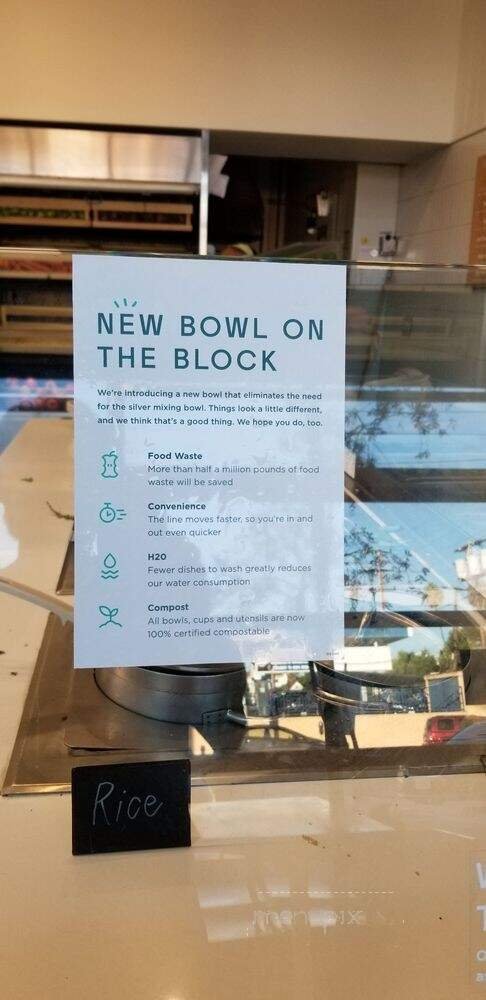 NEW BOWL ON
THE BLOCK
We're introducing a new bowl that eliminates the need
for the silver mixing bowl. Things look a little different,
and we think that's a good thing. We hope you do, too.
Food Waste
More than half a million pounds of food
waste will be saved
Convenience
The line moves faster, so you're in and
out even quicker
H20
Fewer dishes to wash greatly reduces
our water consumption
Compost
All bowls, cups and utensils are now
100% certified compostable
Rice
menupix